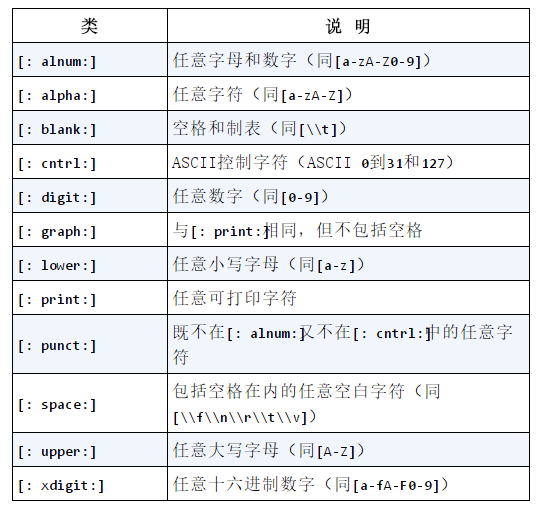 类 说 明
[: alnum:] 任意字母和数字（同[a-zA-Z0-9]）
[: alpha:] 任意字符（同[a-zA-Z]）
[: blank:] 空格和制表（同[\\t]）
[: cntrl:] ASCII控制字符（ASCII 0到31和127）
[: digit:] 任意数字（同[0-9]）
[: graph:] 与[: print:]相同，但不包括空格
[: lower:] 任意小写字母（同[a-z]）
[: print:] 任意可打印字符
[: punct:] 既不在[: alnum:]又不在[: cntrl:]中的任意字
符
[: space:] 包括空格在内的任意空白字符（同
[\\f\\n\\r\\t\\v]）
[: upper:] 任意大写字母（同[A-Z]）
[: xdigit:] 任意十六进制数字（同[a-fA-F0-9]）